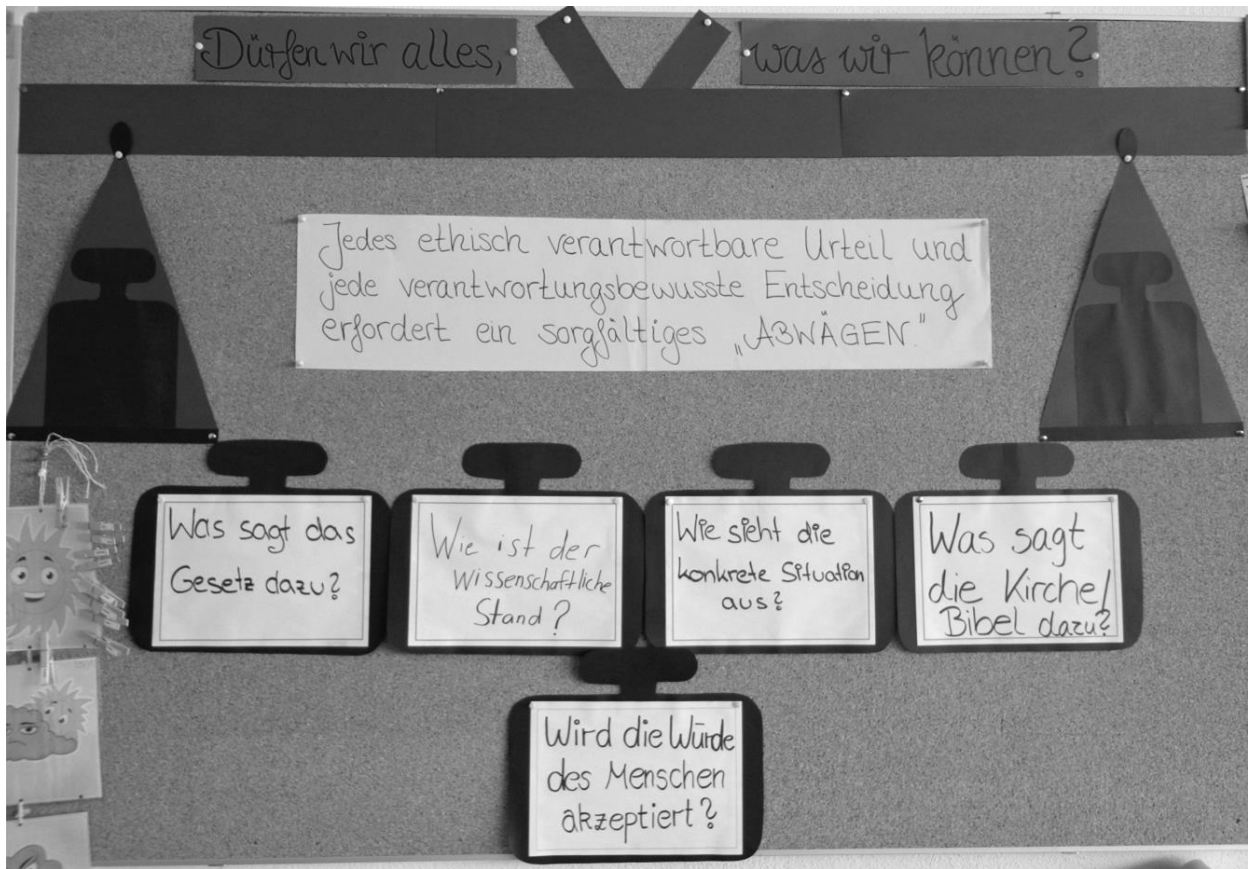 Dürfen wir alles,
was wir können?
Jedes ethisch verantwortbare Urteil und
jede verantwortungsbewusste Entscheidung
erfordert ein sorgfältiges „ABWÄGEN."
Was sagt das
Gesetz dazu?
Wie ist der
Wissenschaftliche
Stand?
Wie sieht die
konkrete Situation
aus?
Was sagt
die Kirche/
Bibel dazu?
Wird die Würde
des Menschen
akzeptiert?